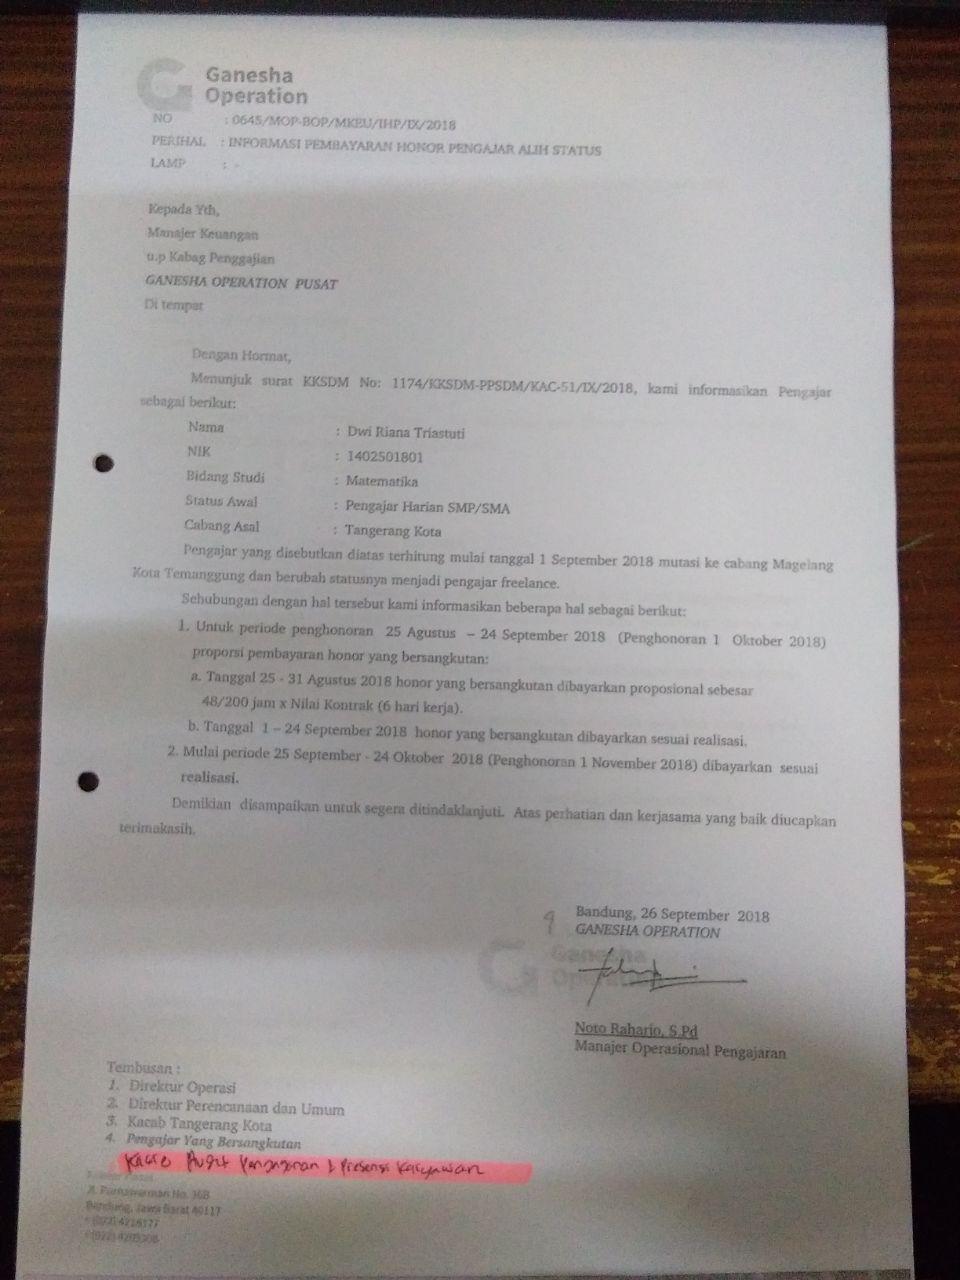 Ganesha
Operation
NO : 0645/MOP-BOP/MKEU/IHP/IX/2018
PERIHAL : INFORMASI PEMBAYARAN HONOR PENGAJAR ALIH STATUS
LAMP : -
Kepada Yth,
Manajer Keuangan
u.p Kabag Penggajian
GANESHA OPERATION PUSAT
Di tempat
Dengan Hormat,
Menunjuk surat KKSDM No: 1174/KKSDM-PPSDM/KAC-51/IX/2018, kami informasikan Pengajar
sebagai berikut:
Nama : Dwi Riana Triastuti
NIK : 1402501801
Bidang Studi : Matematika
Status Awal : Pengajar Harian SMP/SMA
Cabang Asal : Tangerang Kota
Pengajar yang disebutkan diatas terhitung mulai tanggal 1 September 2018 mutasi ke cabang Magelang
Kota Temanggung dan berubah statusnya menjadi pengajar freelance.
Sehubungan dengan hal tersebut kami informasikan beberapa hal sebagai berikut:
1. Untuk periode penghonoran 25 Agustus – 24 September 2018 (Penghonoran 1 Oktober 2018)
proporsi pembayaran honor yang bersangkutan:
a. Tanggal 25 - 31 Agustus 2018 honor yang bersangkutan dibayarkan proposional sebesar
48/200 jam x Nilai Kontrak (6 hari kerja).
b. Tanggal 1 – 24 September 2018 honor yang bersangkutan dibayarkan sesuai realisasi.
2. Mulai periode 25 September - 24 Oktober 2018 (Penghonoran 1 November 2018) dibayarkan sesuai
realisasi.
Demikian disampaikan untuk segera ditindaklanjuti. Atas perhatian dan kerjasama yang baik diucapkan
terimakasih.
Bandung, 26 September 2018
GANESHA OPERATION
Ganesha
Operation
Noto Raharjo, S.Pd
Manajer Operasional Pengajaran
Tembusan :
1. Direktur Operasi
2. Direktur Perencanaan dan Umum
3. Kacab Tangerang Kota
4. Pengajar Yang Bersangkutan
Presensi Karyawan
Jl. Purnawarman No. 36B
Bandung, Jawa Barat 40117
(022) 4218177